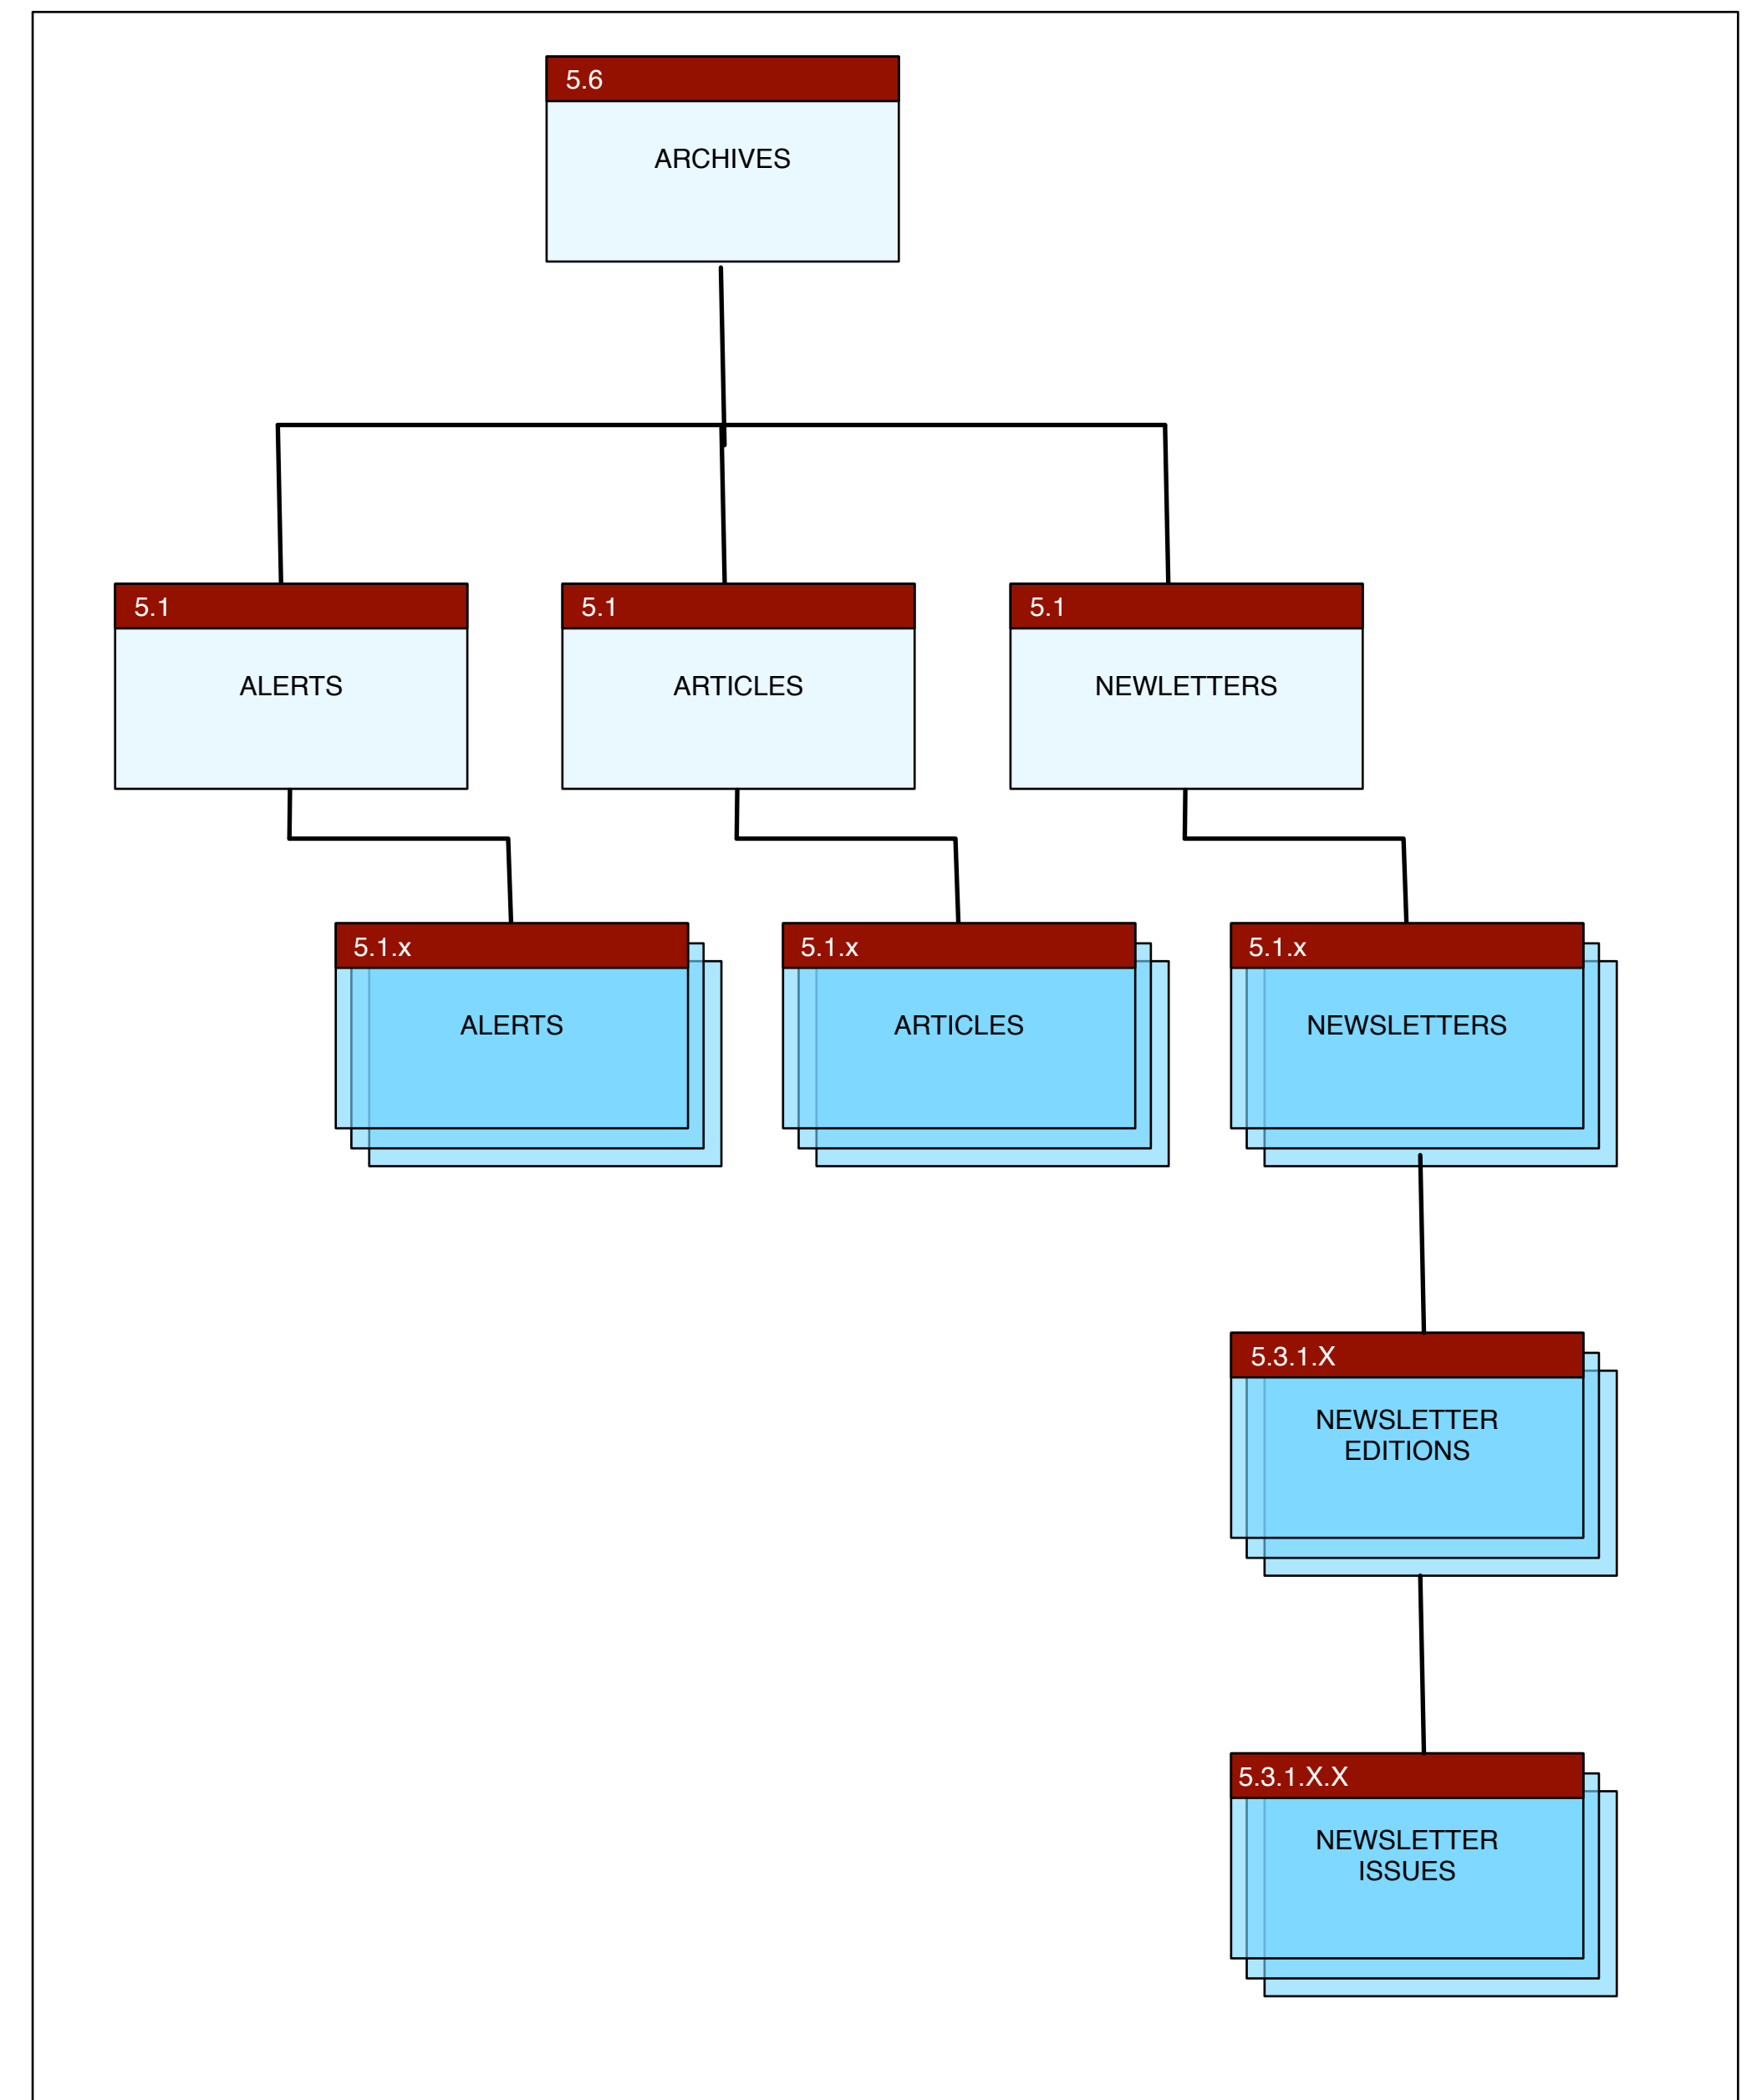 5.6
ARCHIVES
5.1
ALERTS
5.1
ARTICLES
5.1
NEWLETTERS
5.1.x
ALERTS
5.1.x
ARTICLES
5.1.x
NEWSLETTERS
5.3.1.X
NEWSLETTER
EDITIONS
5.3.1.X.X
NEWSLETTER
ISSUES